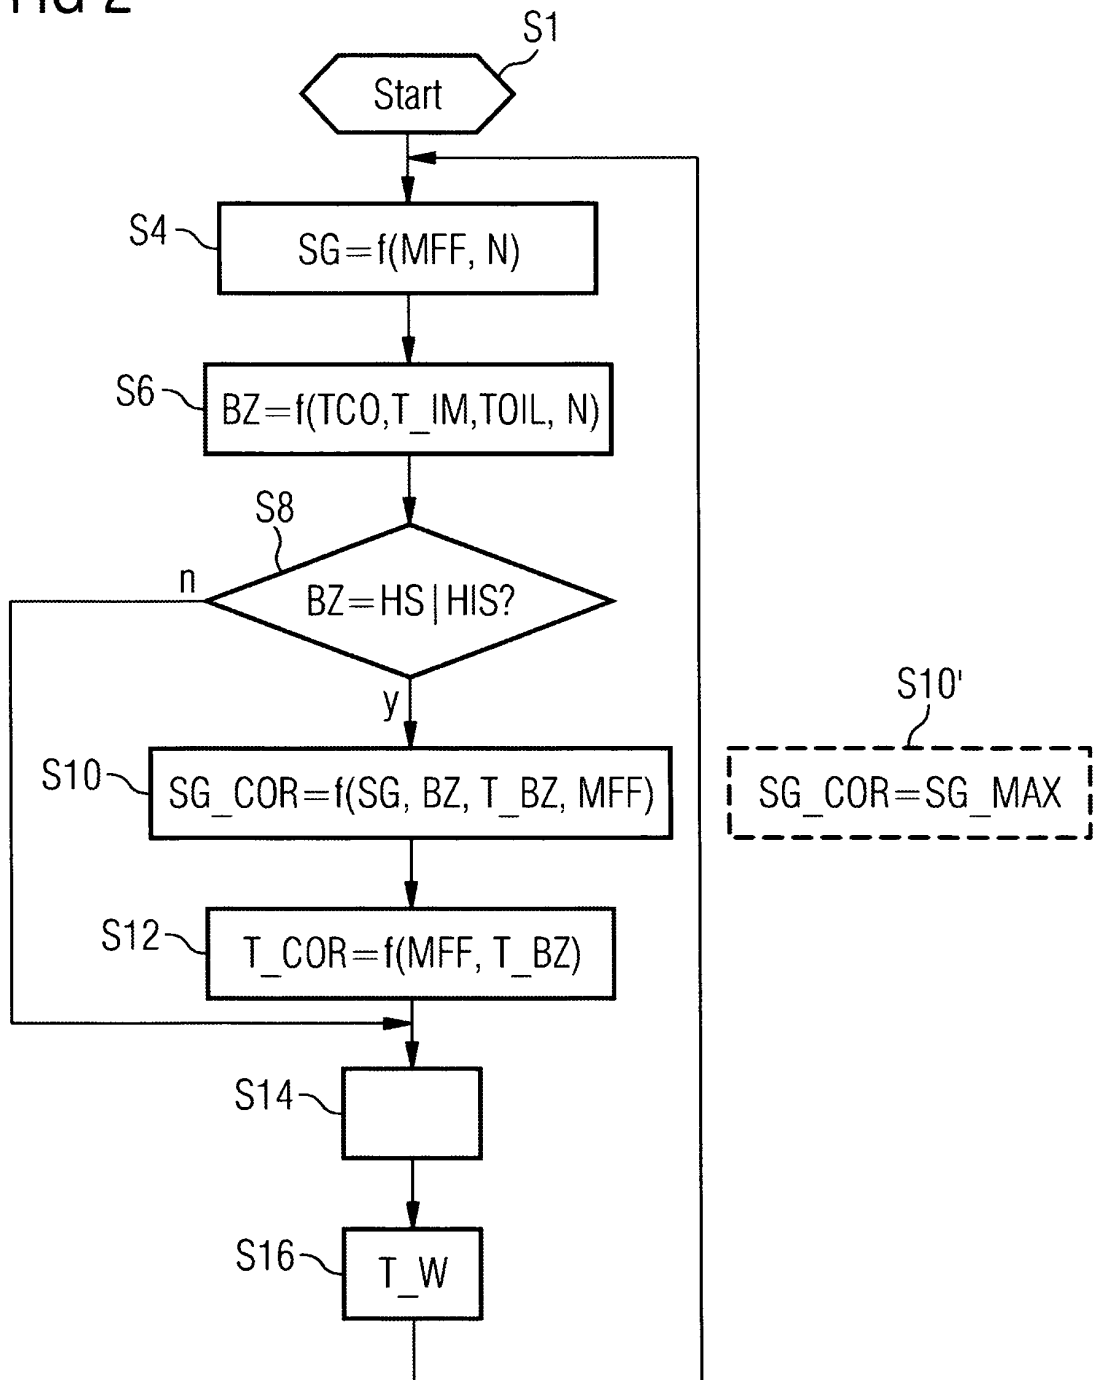 FIG 2
S1
Start
S4
SG=f(MFF, N)
S6
BZ=f(TCO,T_IM,TOIL, N)
S8
n
BZ=HS|HIS?
y
S10'
S10
SG_COR=f(SG, BZ, T_BZ, MFF)
SG_COR=SG_MAX
S12
T_COR=f(MFF, T_BZ)
S14
S16
T_W